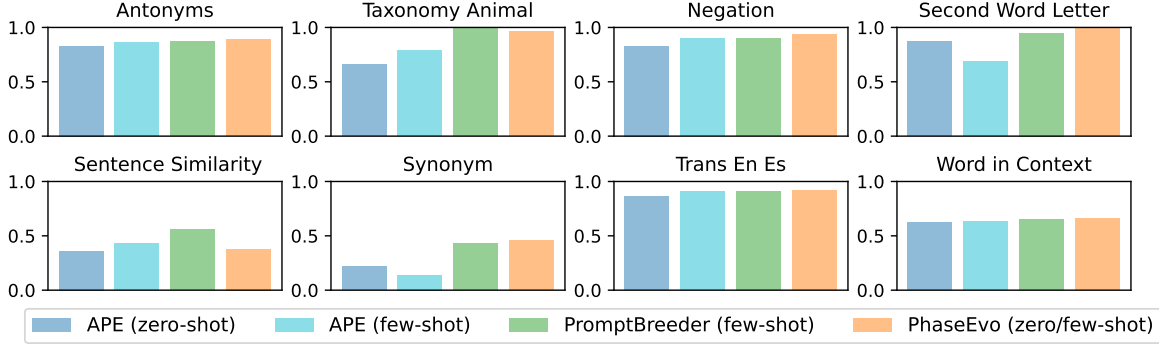 Antonyms
1.0
0.5
0.0
Taxonomy Animal
1.0
0.5
0.0
Negation
1.0
0.5
0.0
Second Word Letter
1.0
0.5
0.0
Sentence Similarity
1.0
0.5
0.0
Synonym
1.0
0.5
0.0
Trans En Es
1.0
0.5
0.0
Word in Context
1.0
0.5
0.0
APE (zero-shot)
APE (few-shot)
PromptBreeder (few-shot)
PhaseEvo (zero/few-shot)